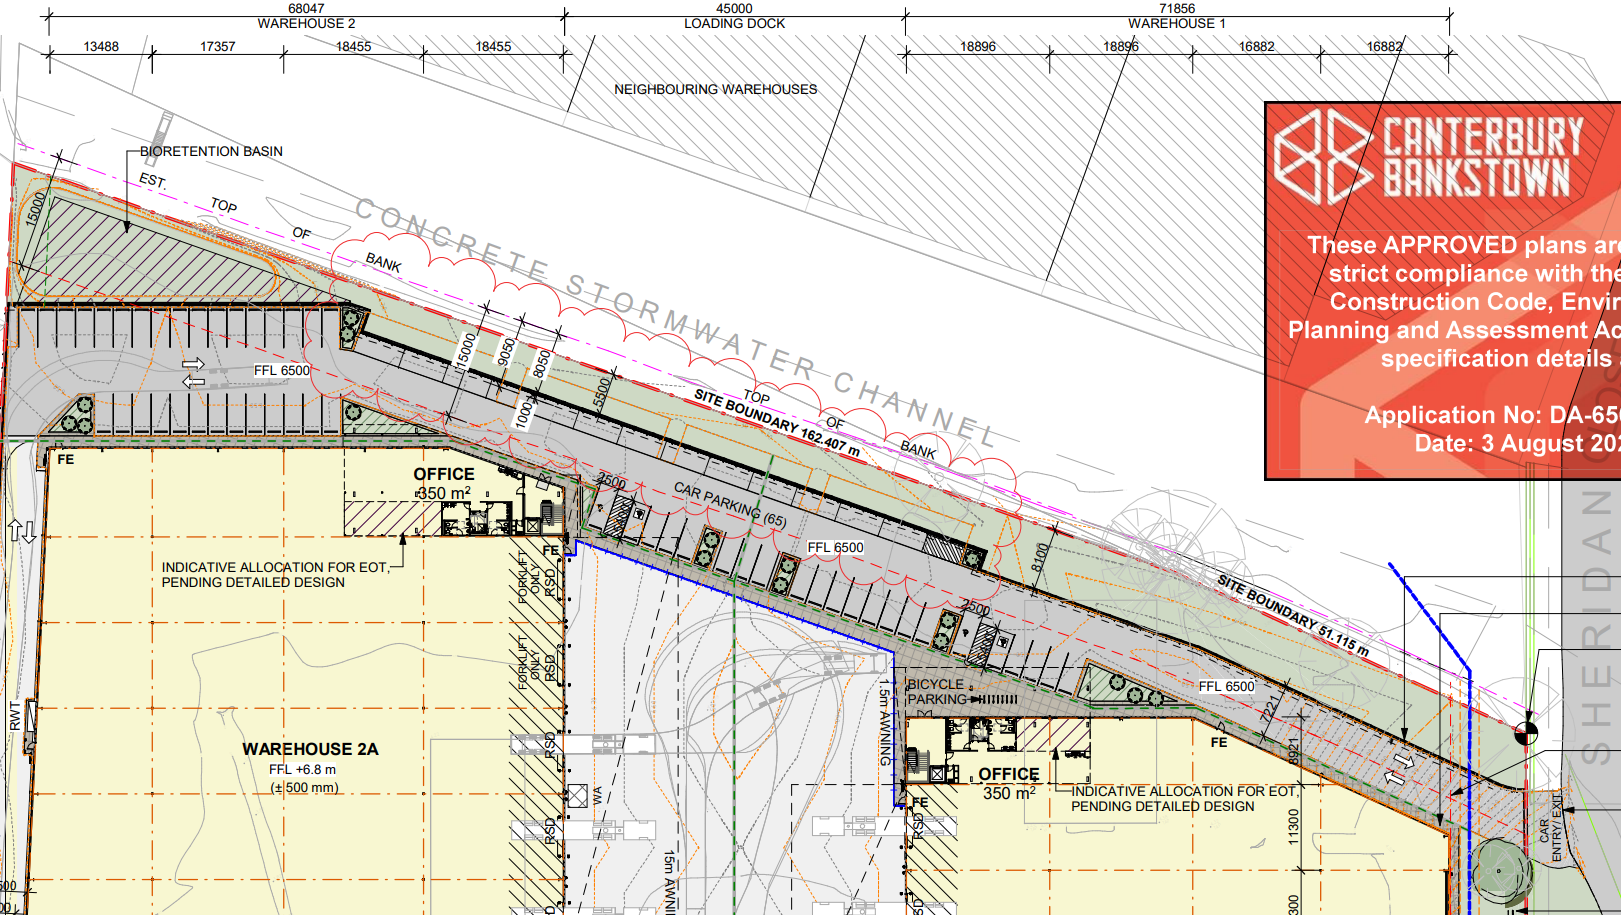 68047
45000
71856
WAREHOUSE 2
LOADING DOCK
WAREHOUSE 1
13488
17357
18455
18455
18896
18896
16882
16882
NEIGHBOURING WAREHOUSES
CANTERBURY
BANKSTOWN
These APPROVED plans are
strict compliance with the
Construction Code, Envir
Planning and Assessment Ac
specification details
Application No: DA-65
Date: 3 August 202
BIORETENTION BASIN
EST.
TOP
OF
BANK
15000
CONCRETE STORMWATER CHANNEL
FFL 6500
15000
9050
8050
1000
5500
SITE BOUNDARY 162.407 m
TOP
OF
BANK
FE
OFFICE
350 m²
2500
CAR PARKING (65)
FFL 6500
8100
2500
SITE BOUNDARY 51.115 m
INDICATIVE ALLOCATION FOR EOT,
PENDING DETAILED DESIGN
FE
FORKLIFT
ONLY
RSD
FORKLIFT
ONLY
RSD
RSD
RSD
RSD
BICYCLE
PARKING
FFL 6500
FE
8921
11300
300
RWT
WAREHOUSE 2A
FFL +6.8 m
(± 500 mm)
WA
1.5m AWNING
15m AWNI
OFFICE
350 m²
INDICATIVE ALLOCATION FOR EOT,
PENDING DETAILED DESIGN
FE
RSD
CAR
ENTRY/EXIT
SHERIDAN